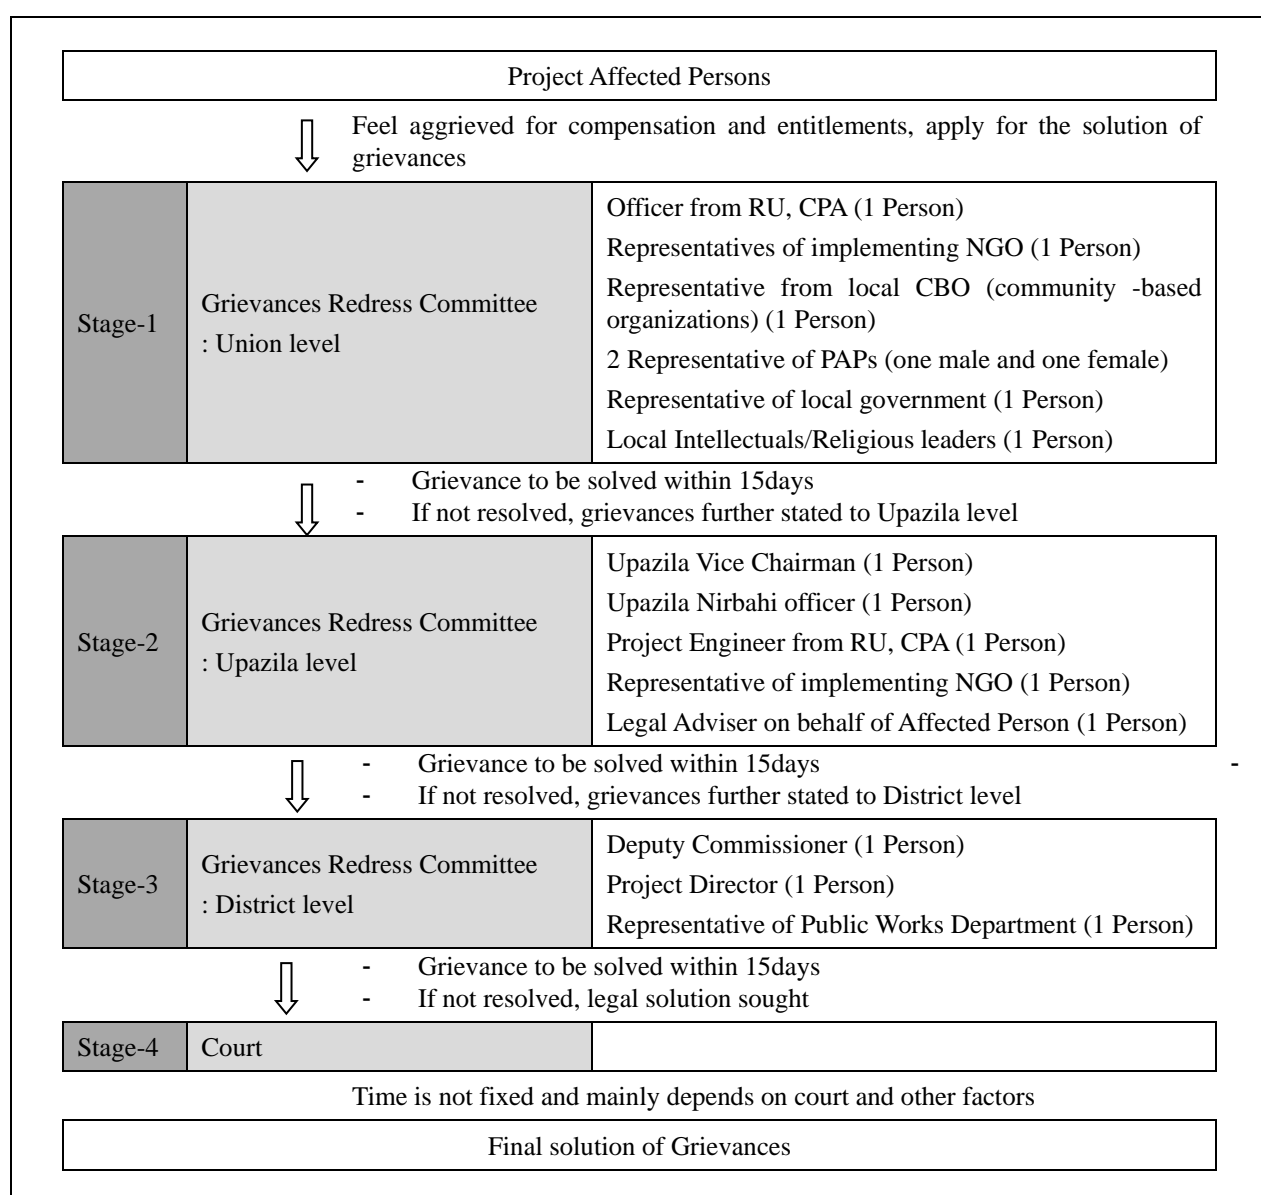 Project Affected Persons
Feel aggrieved for compensation and entitlements, apply for the solution of
grievances
Stage-1
Grievances Redress Committee
: Union level
Officer from RU, CPA (1 Person)
Representatives of implementing NGO (1 Person)
Representative from local CBO (community -based
organizations) (1 Person)
2 Representative of PAPs (one male and one female)
Representative of local government (1 Person)
Local Intellectuals/Religious leaders (1 Person)
- Grievance to be solved within 15days
- If not resolved, grievances further stated to Upazila level
Stage-2
Grievances Redress Committee
: Upazila level
Upazila Vice Chairman (1 Person)
Upazila Nirbahi officer (1 Person)
Project Engineer from RU, CPA (1 Person)
Representative of implementing NGO (1 Person)
Legal Adviser on behalf of Affected Person (1 Person)
- Grievance to be solved within 15days -
- If not resolved, grievances further stated to District level
Stage-3
Grievances Redress Committee
: District level
Deputy Commissioner (1 Person)
Project Director (1 Person)
Representative of Public Works Department (1 Person)
- Grievance to be solved within 15days
- If not resolved, legal solution sought
Stage-4
Court
Time is not fixed and mainly depends on court and other factors
Final solution of Grievances